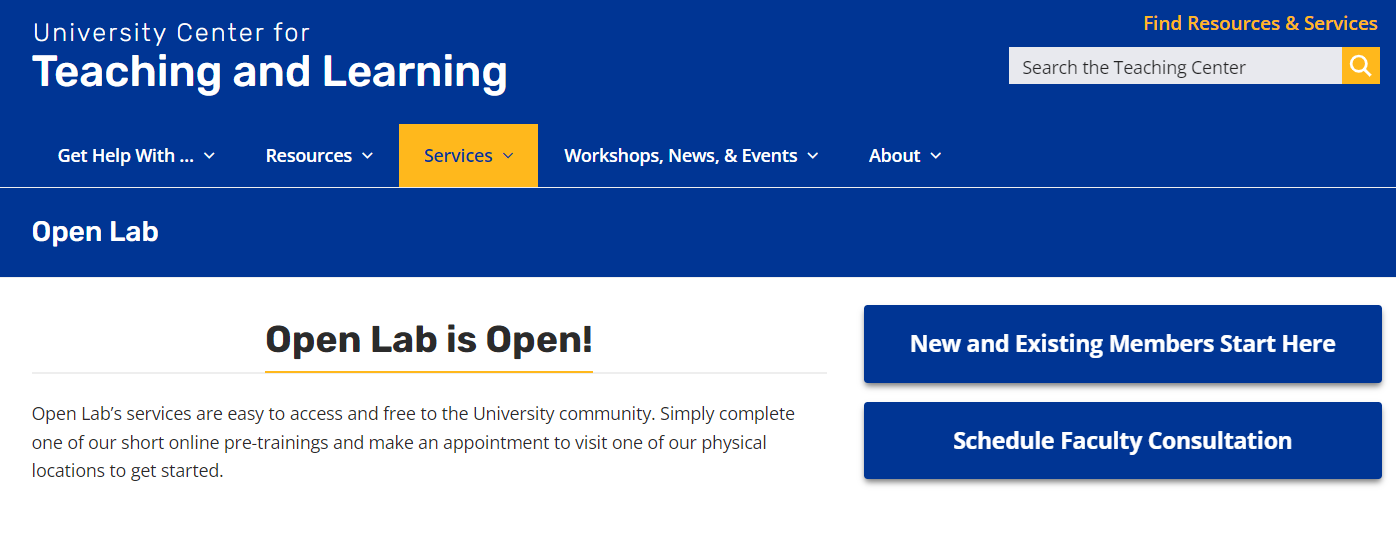 University Center for
Teaching and Learning
Find Resources & Services
Search the Teaching Center
Get Help With ... Resources Services Workshops, News, & Events About
Open Lab
Open Lab is Open!
Open Lab’s services are easy to access and free to the University community. Simply complete
one of our short online pre-trainings and make an appointment to visit one of our physical
locations to get started.
New and Existing Members Start Here
Schedule Faculty Consultation